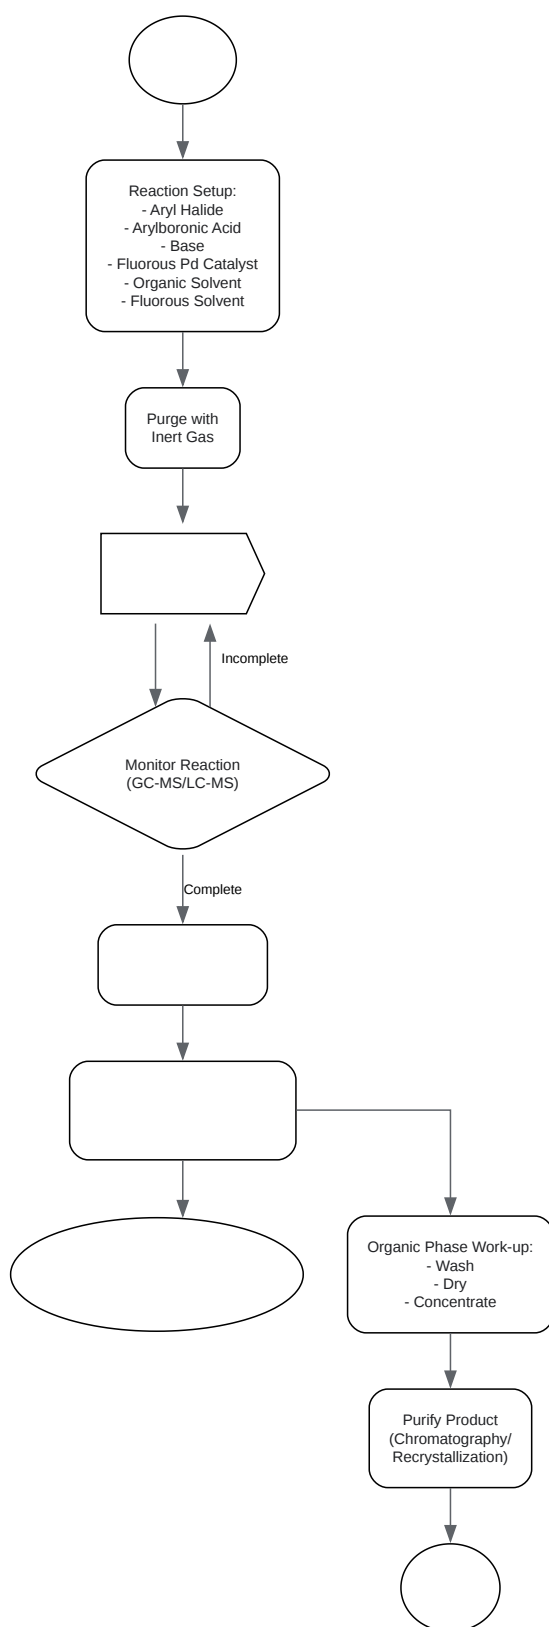 Reaction Setup:
- Aryl Halide
- Arylboronic Acid
- Base
- Fluorous Pd Catalyst
- Organic Solvent
- Fluorous Solvent
Purge with
Inert Gas
Incomplete
Monitor Reaction
(GC-MS/LC-MS)
Complete
Organic Phase Work-up:
- Wash
- Dry
- Concentrate
Purify Product
(Chromatography/
Recrystallization)